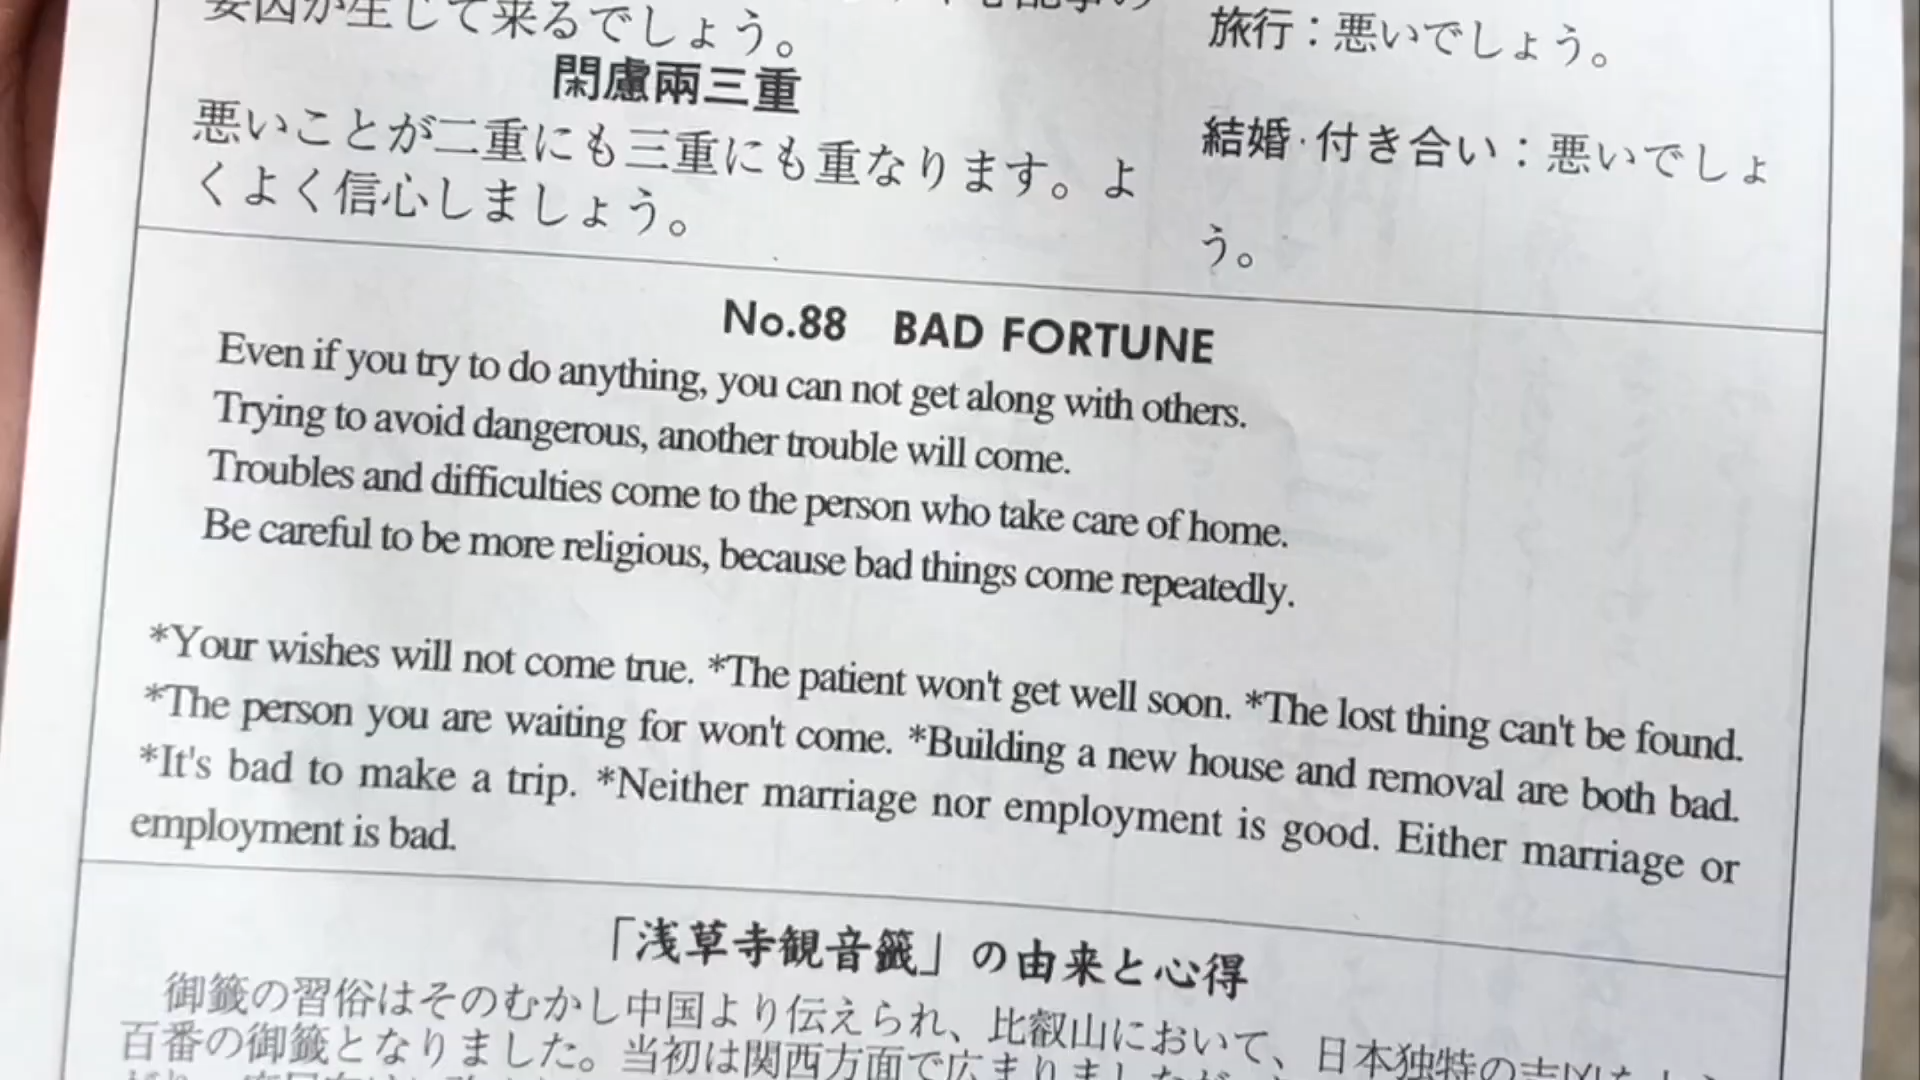 要因が生じて来るでしょう。
閑慮兩三重
悪いことが二重にも三重にも重なります。よ
くよく信心しましょう。
旅行：悪いでしょう。
結婚・付き合い：悪いでしょ
う。
No.88 BAD FORTUNE
Even if you try to do anything, you can not get along with others.
Trying to avoid dangerous, another trouble will come.
Troubles and difficulties come to the person who take care of home.
Be careful to be more religious, because bad things come repeatedly.
*Your wishes will not come true. *The patient won't get well soon. *The lost thing can't be found.
*The person you are waiting for won't come. *Building a new house and removal are both bad.
*It's bad to make a trip. *Neither marriage nor employment is good. Either marriage or
employment is bad.
「浅草寺観音籤」の由来と心得
御籤の習俗はそのむかし中国より伝えられ、比叡山において、日本独特の吉凶
百番の御籤となりました。当初は関西方面で広まりましたが、